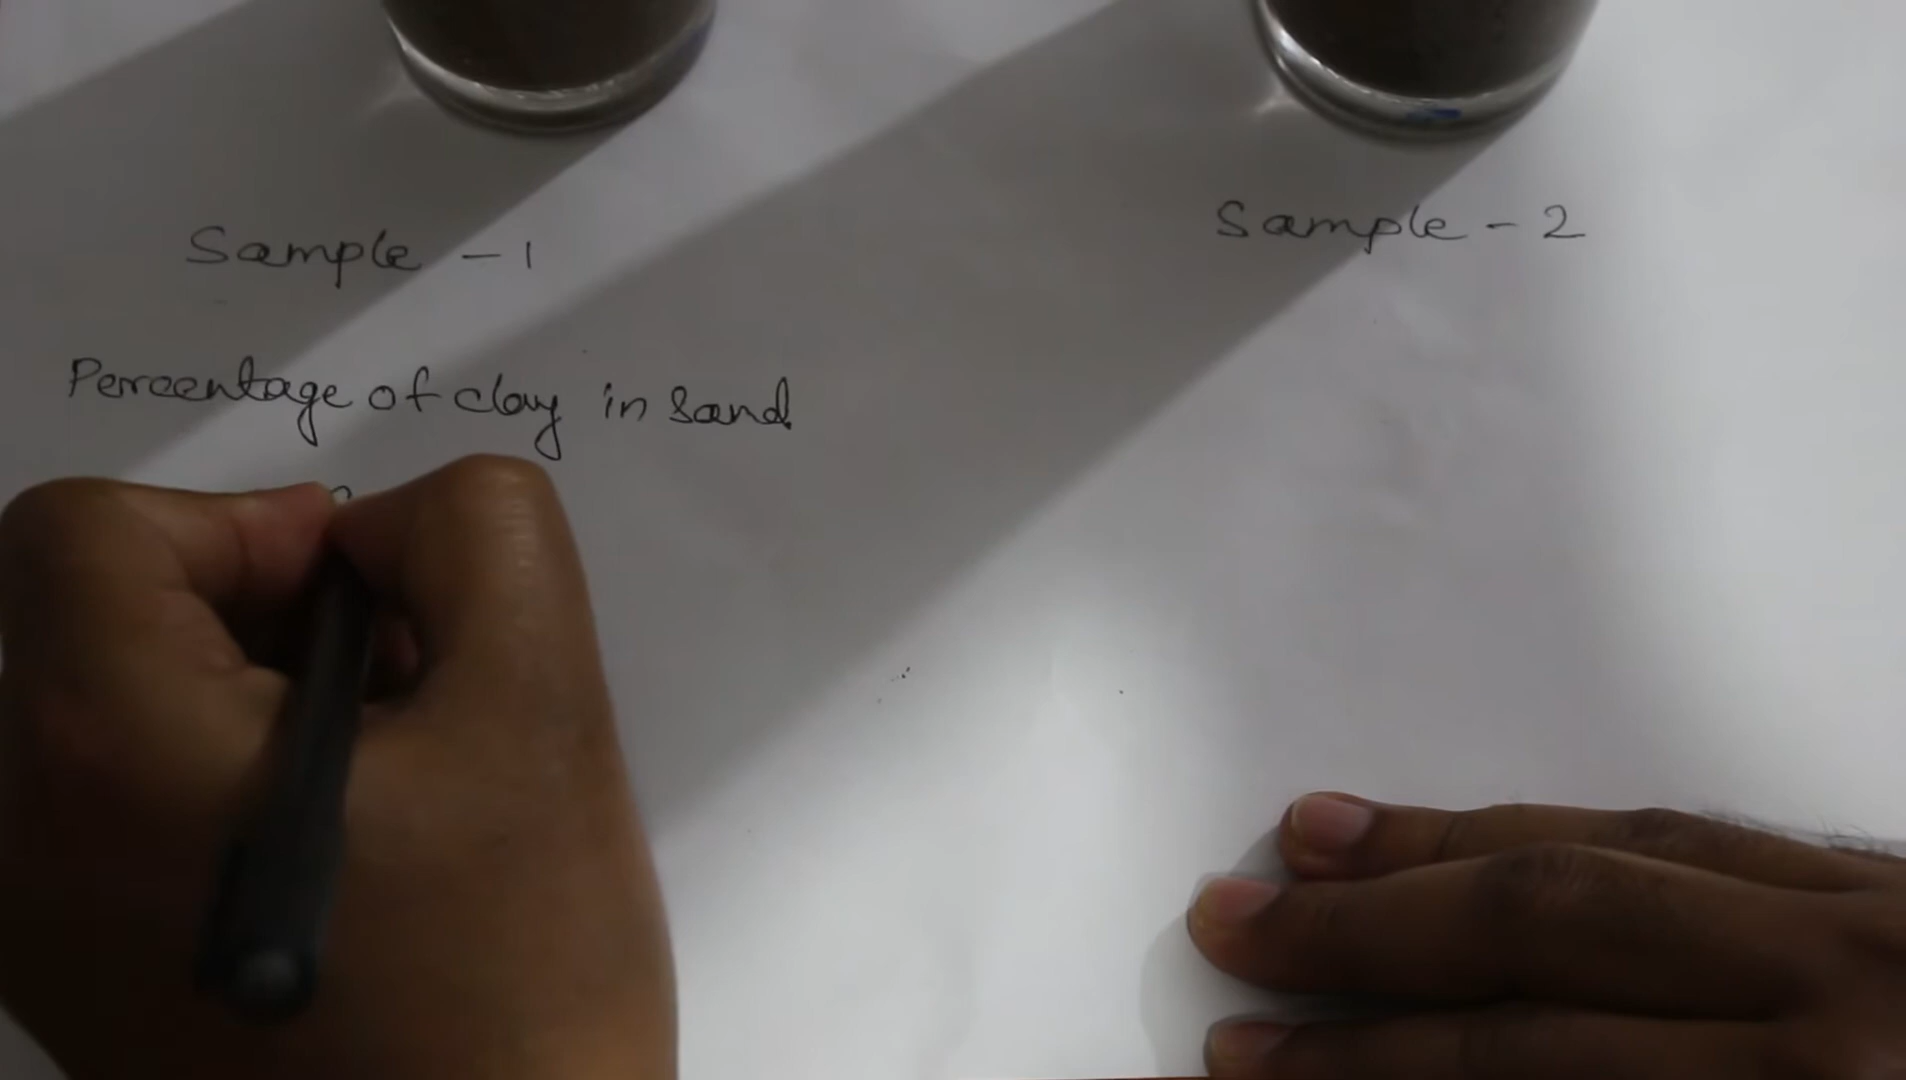 Sample - 1
Sample - 2
Percentage of clay in sand